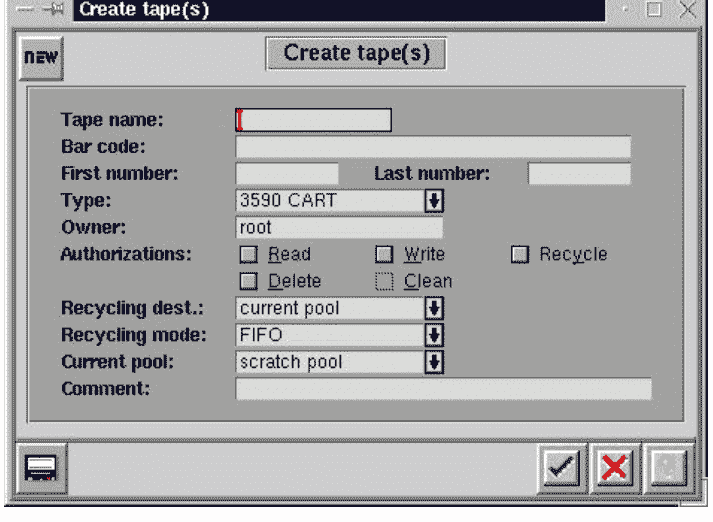 Create tape(s)
new
Create tape(s)
Tape name:
Bar code:
First number: Last number:
Type: 3590 CART
Owner: root
Authorizations: Read Write Recycle
Delete Clean
Recycling dest.: current pool
Recycling mode: FIFO
Current pool: scratch pool
Comment: